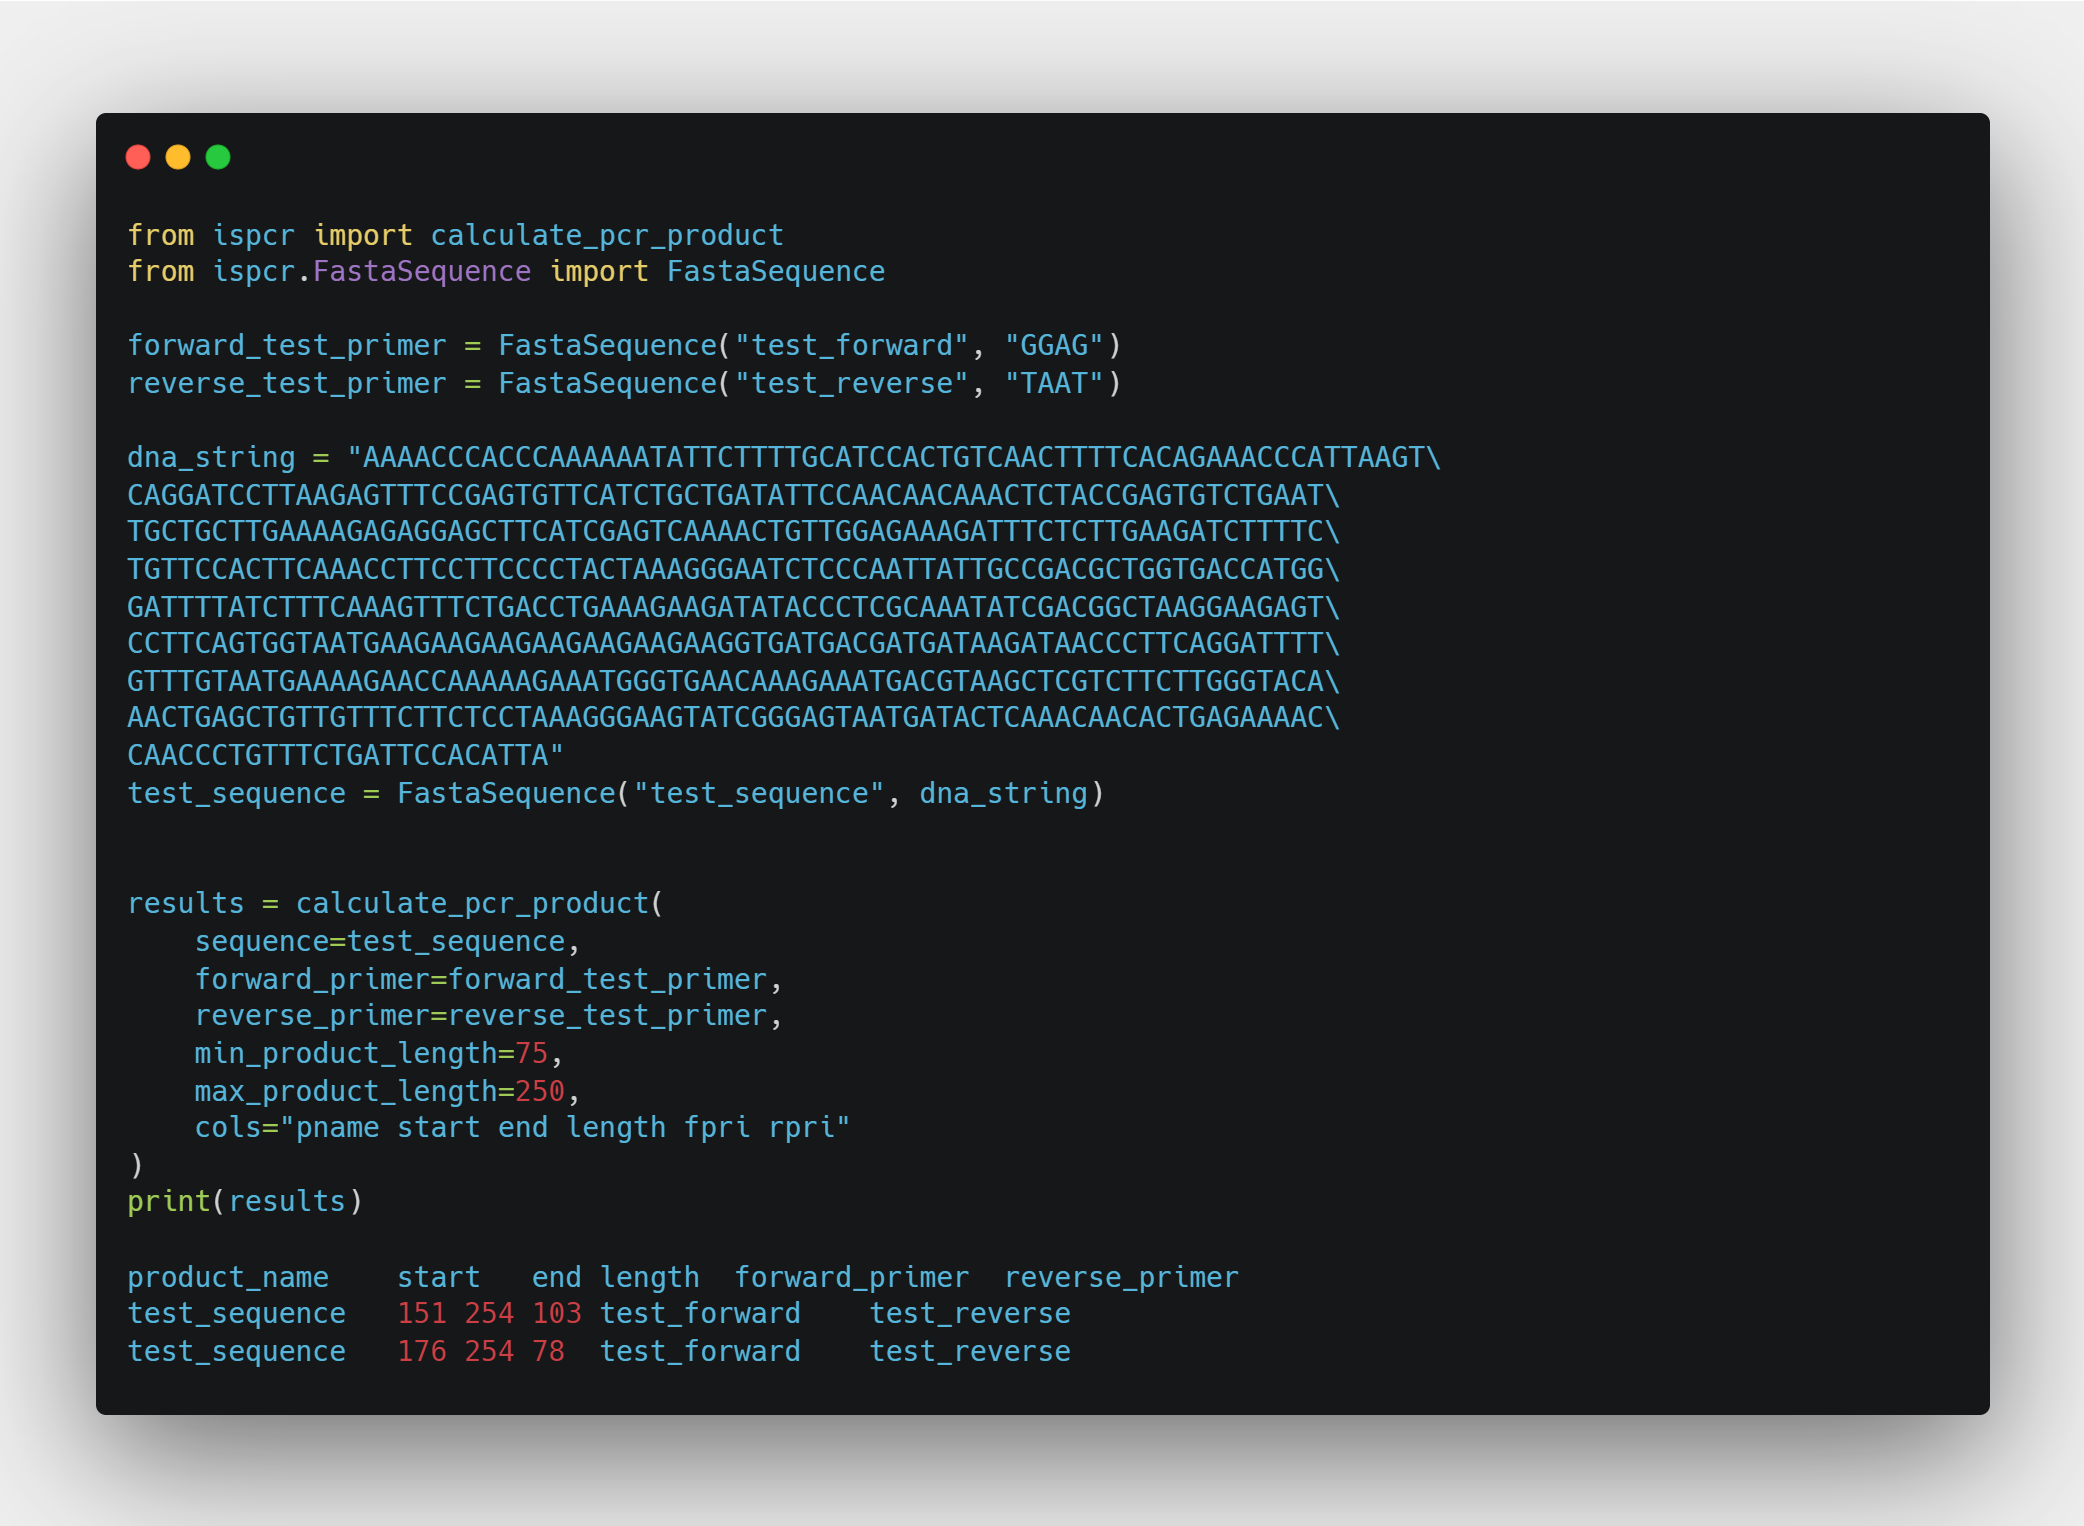 from ispcr import calculate_pcr_product
from ispcr.FastaSequence import FastaSequence
forward_test_primer = FastaSequence("test_forward", "GGAG")
reverse_test_primer = FastaSequence("test_reverse", "TAAT")
dna_string = "AAAACCCACCCAAAAAATATTCTTTTGCATCCACTGTCAACTTTTCACAGAAACCCATTAAGT\
CAGGATCCTTAAGAGTTTCCGAGTGTTCATCTGCTGATATTCCAACAACAAACTCTACCGAGTGTCTGAAT\
TGCTGCTTGAAAAGAGAGGAGCTTCATCGAGTCAAAACTGTTGGAGAAAGATTTCTCTTGAAGATCTTTTC\
TGTTCCACTTCAAACCTTCCTTCCCCTACTAAAGGGAATCTCCCAATTATTGCCGACGCTGGTGACCATGG\
GATTTTATCTTTCAAAGTTTCTGACCTGAAAGAAGATATACCCTCGCAAATATCGACGGCTAAGGAAGAGT\
CCTTCAGTGGTAATGAAGAAGAAGAAGAAGAAGAAGGTGATGACGATGATAAGATAACCCTTCAGGATTTT\
GTTTGTAATGAAAAGAACCAAAAAGAAATGGGTGAACAAAGAAATGACGTAAGCTCGTCTTCTTGGGTACA\
AACTGAGCTGTTGTTTCTTCTCCTAAAGGGAAGTATCGGGAGTAATGATACTCAAACAACACTGAGAAAAC\
CAACCCTGTTTCTGATTCCACATTA"
test_sequence = FastaSequence("test_sequence", dna_string)
results = calculate_pcr_product(
    sequence=test_sequence,
    forward_primer=forward_test_primer,
    reverse_primer=reverse_test_primer,
    min_product_length=75,
    max_product_length=250,
    cols="pname start end length fpri rpri"
)
print(results)
product_name    start   end length  forward_primer  reverse_primer
test_sequence   151 254 103 test_forward    test_reverse
test_sequence   176 254 78  test_forward    test_reverse